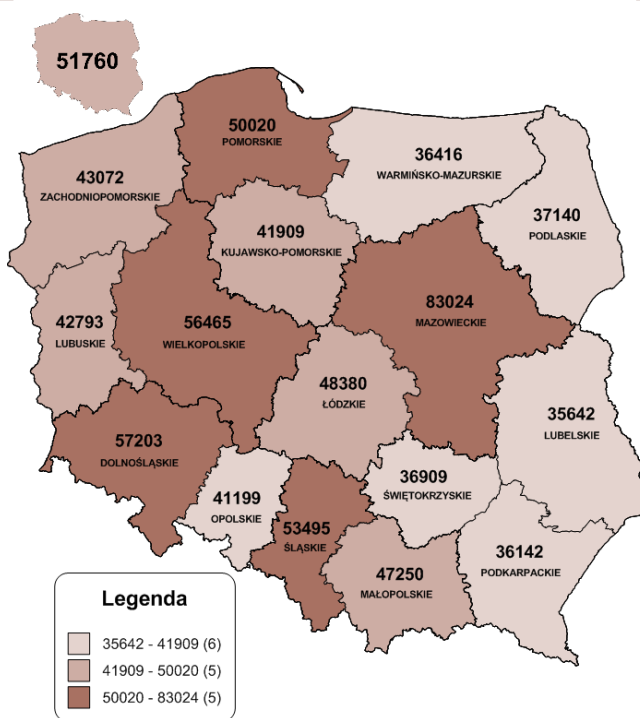 51760
50020
POMORSKIE
36416
WARMIŃSKO-MAZURSKIE
43072
ZACHODNIOPOMORSKIE
37140
PODLASKIE
41909
KUJAWSKO-POMORSKIE
83024
MAZOWIECKIE
42793
LUBUSKIE
56465
WIELKOPOLSKIE
48380
ŁÓDZKIE
35642
LUBELSKIE
57203
DOLNOŚLĄSKIE
36909
ŚWIĘTOKRZYSKIE
41199
OPOLSKIE
53495
ŚLĄSKIE
36142
PODKARPACKIE
47250
MAŁOPOLSKIE
Legenda
35642 - 41909 (6)
41909 - 50020 (5)
50020 - 83024 (5)